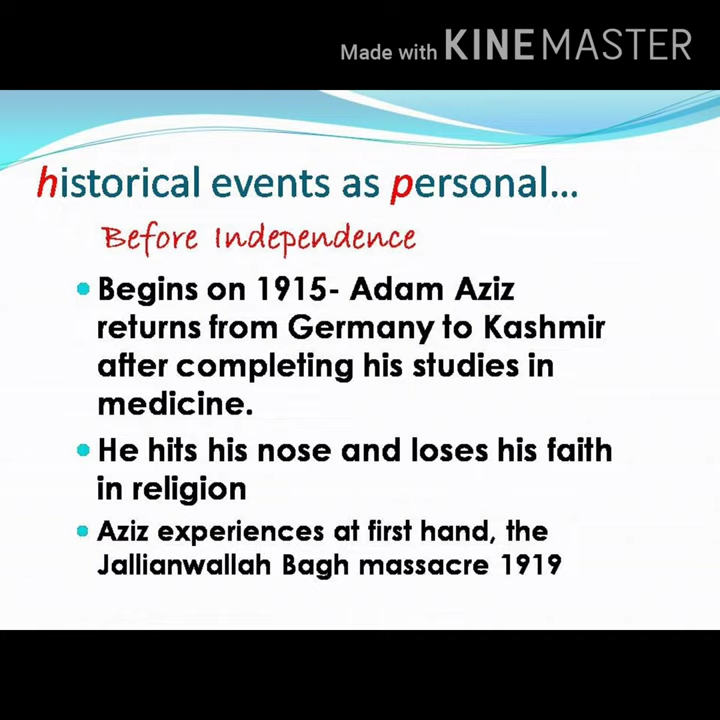 Made with KINEMASTER
historical events as personal...
Before Independence
• Begins on 1915- Adam Aziz
returns from Germany to Kashmir
after completing his studies in
medicine.
• He hits his nose and loses his faith
in religion
• Aziz experiences at first hand, the
Jallianwallah Bagh massacre 1919